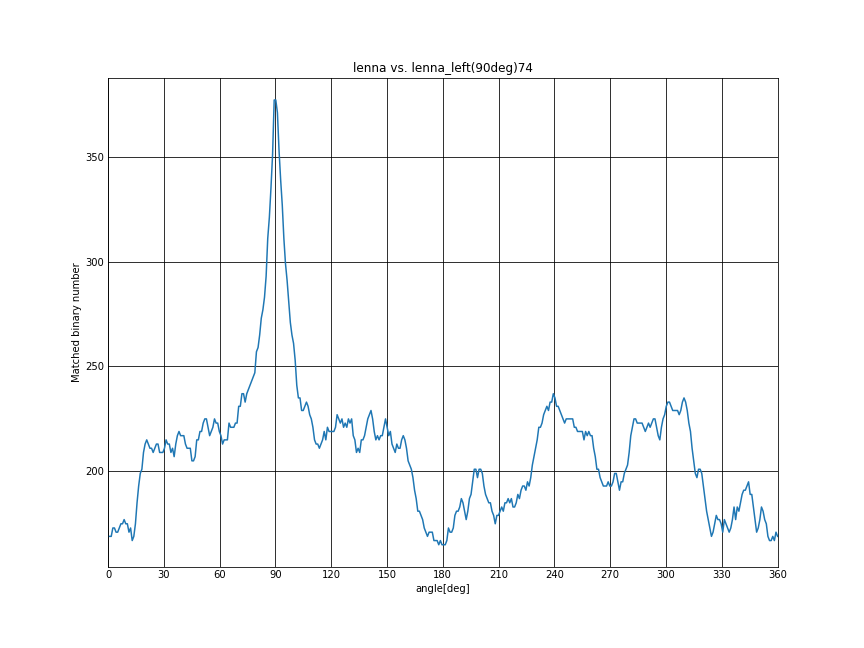 lenna vs. lenna_left(90deg)74
Matched binary number
350
300
250
200
0 30 60 90 120 150 180 210 240 270 300 330 360
angle[deg]